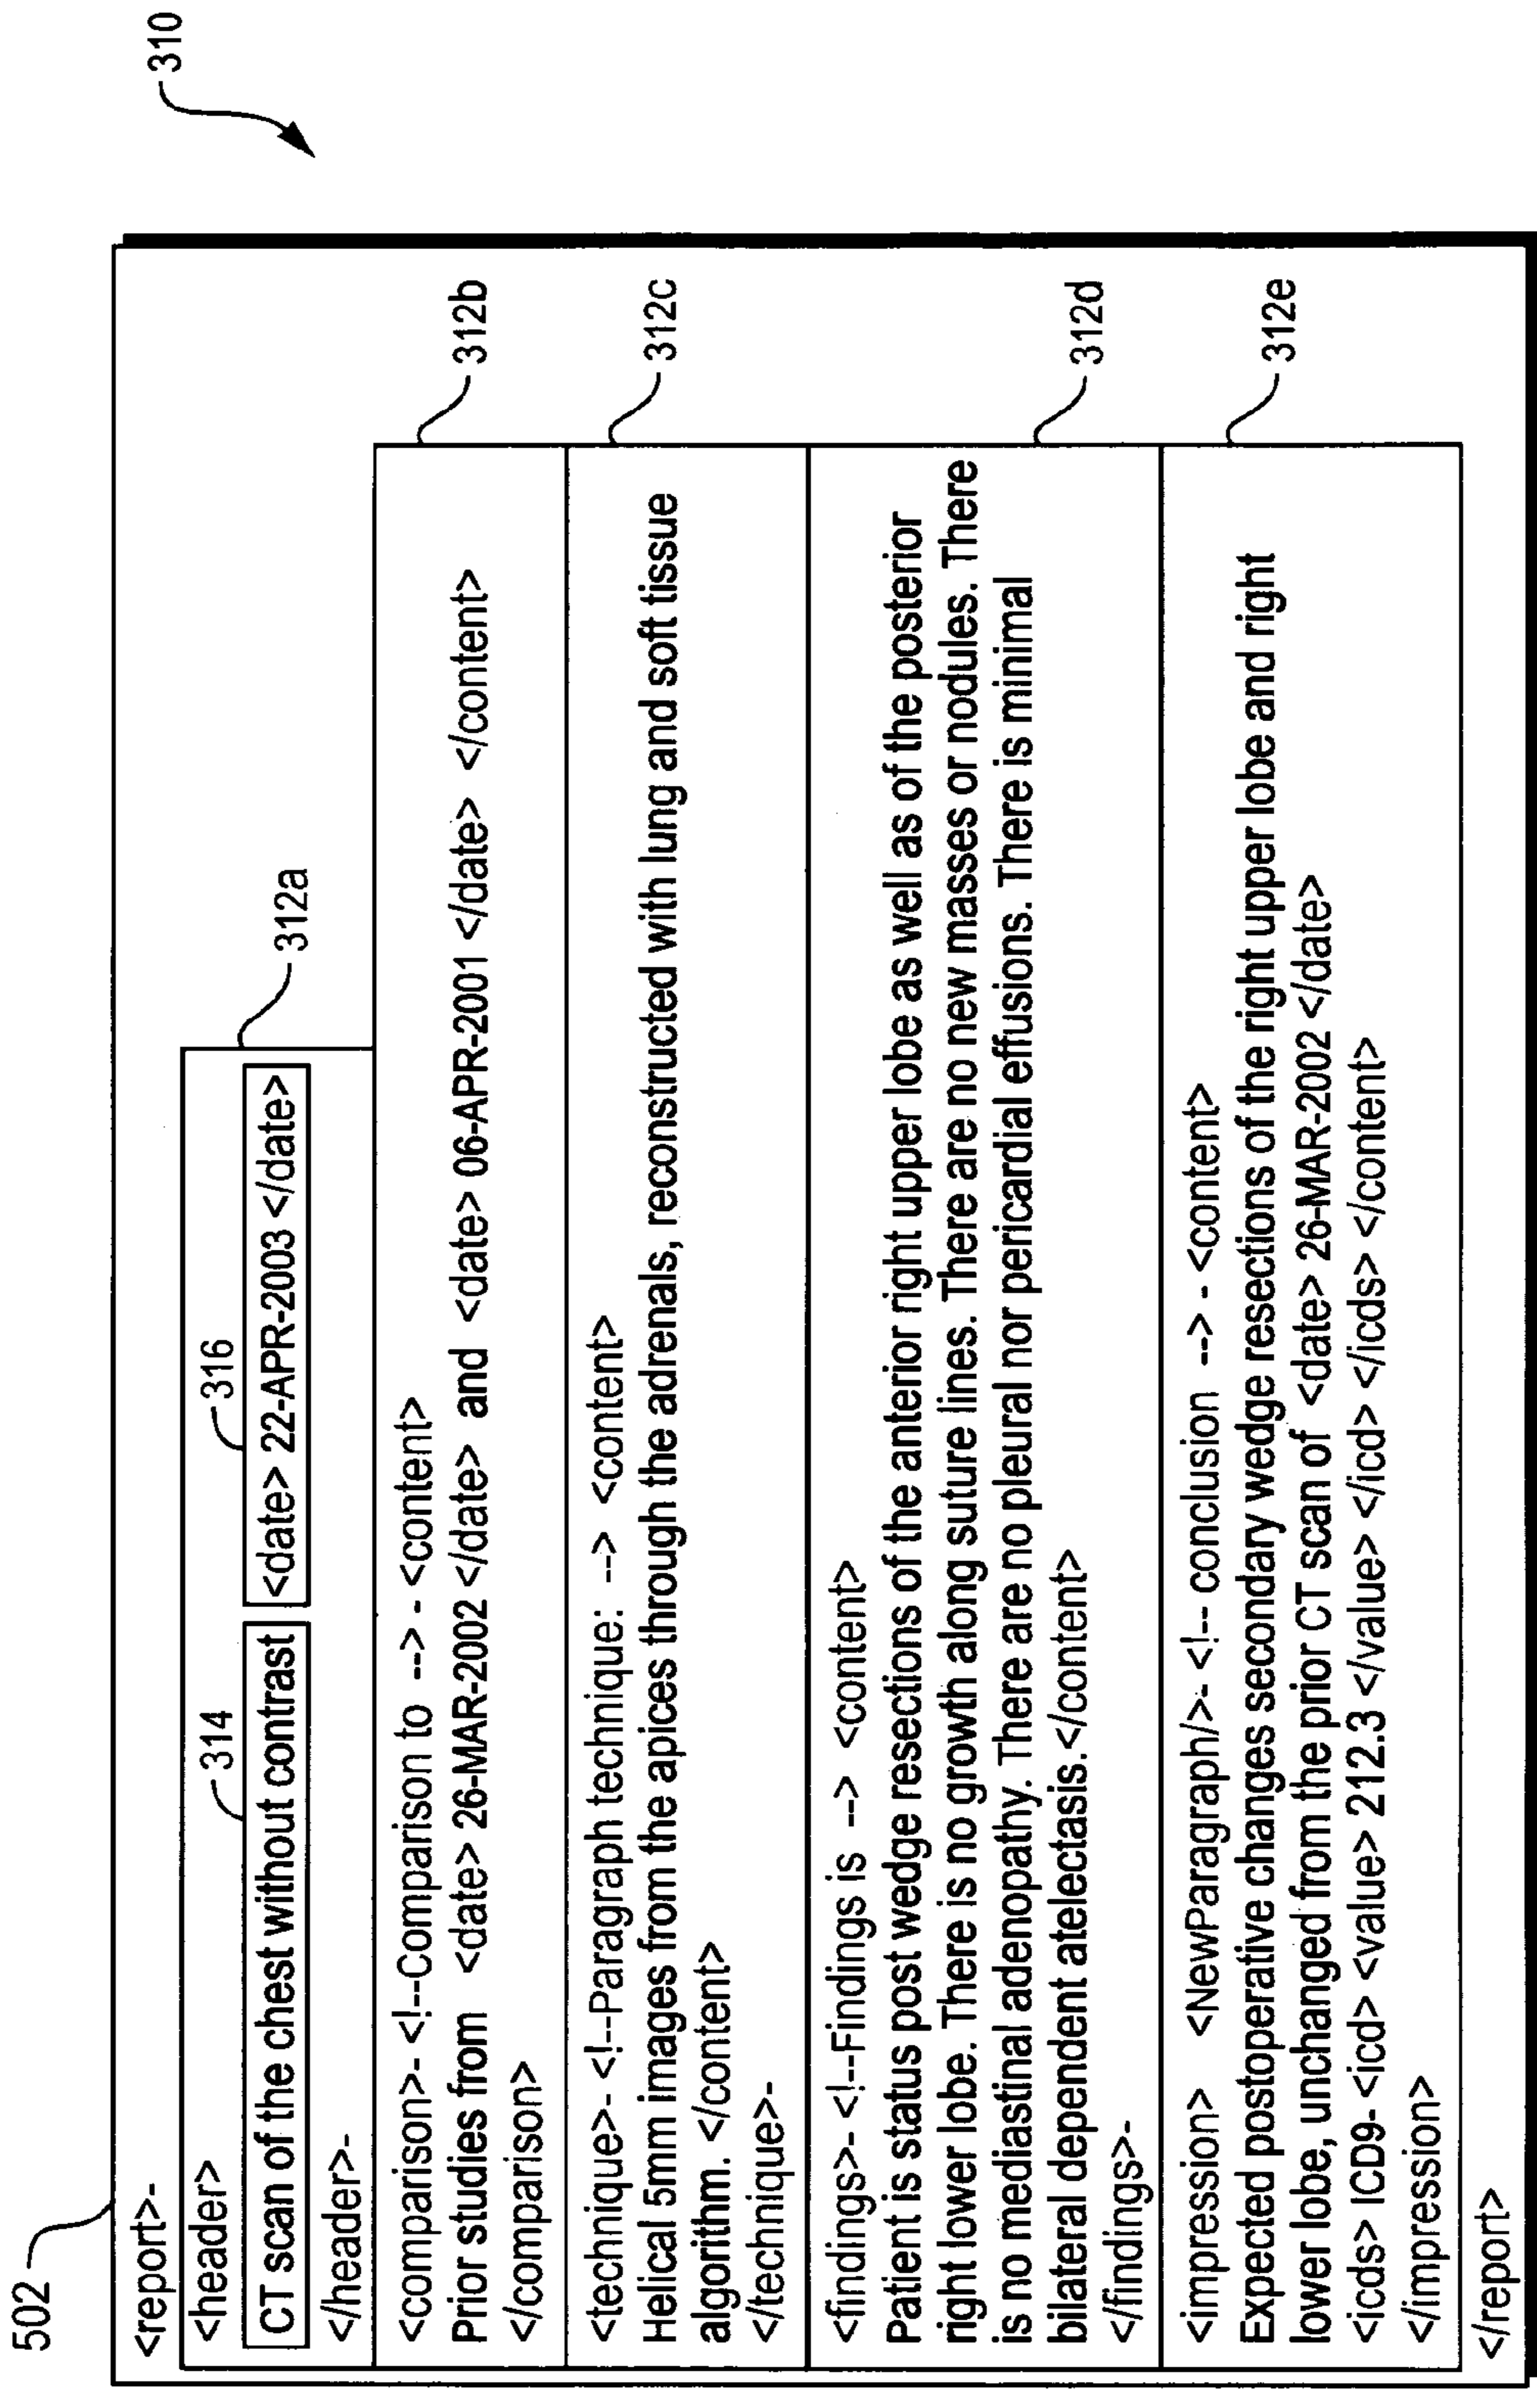 502
310
<report>-
<header>
314
316
312a
CT scan of the chest without contrast <date> 22-APR-2003 </date>
</header>-
312b
<comparison>- <!--Comparison to --> - <content>
Prior studies from <date> 26-MAR-2002 </date> and <date> 06-APR-2001 </date> </content>
</comparison>
312c
<technique>- <!--Paragraph technique: --> <content>
Helical 5mm images from the apices through the adrenals, reconstructed with lung and soft tissue
algorithm. </content>
</technique>-
312d
<findings>- <!--Findings is --> <content>
Patient is status post wedge resections of the anterior right upper lobe as well as of the posterior
right lower lobe. There is no growth along suture lines. There are no new masses or nodules. There
is no mediastinal adenopathy. There are no pleural nor pericardial effusions. There is minimal
bilateral dependent atelectasis.</content>
</findings>-
312e
<impression> <NewParagraph/>- <!-- conclusion --> - <content>
Expected postoperative changes secondary wedge resections of the right upper lobe and right
lower lobe, unchanged from the prior CT scan of <date> 26-MAR-2002 </date>
<icds> ICD9- <icd> <value> 212.3 </value> </icd> </icds> </content>
</impression>
</report>